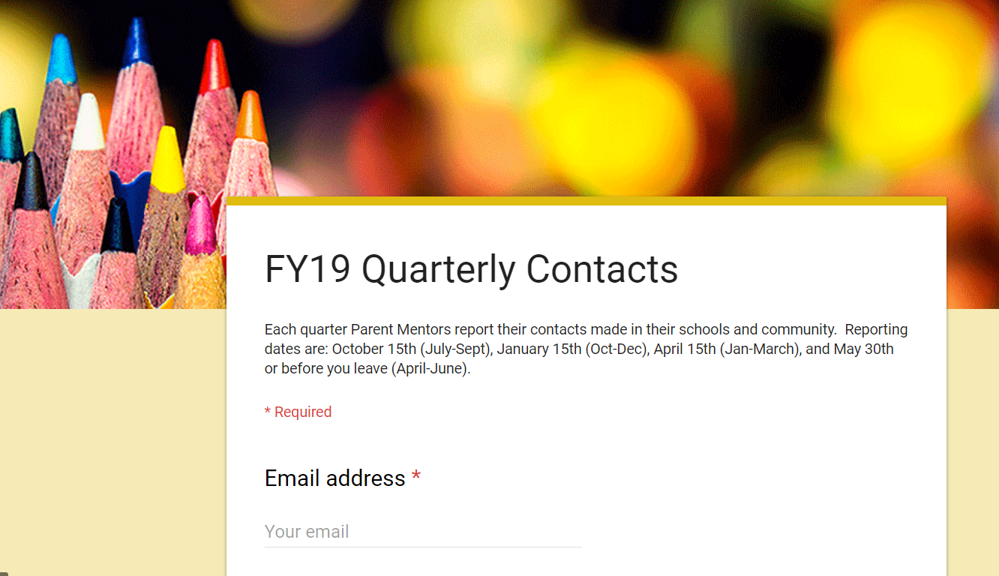 FY19 Quarterly Contacts
Each quarter Parent Mentors report their contacts made in their schools and community.  Reporting
dates are: October 15th (July-Sept), January 15th (Oct-Dec), April 15th (Jan-March), and May 30th
or before you leave (April-June).
* Required
Email address *
Your email